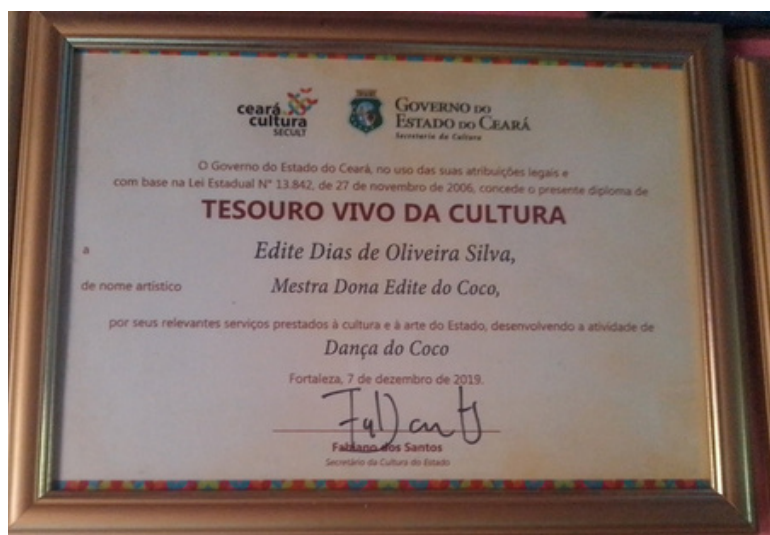 ceará
cultura
SECULT
GOVERNO DO
ESTADO DO CEARÁ
Secretaria da Cultura
O Governo do Estado do Ceará, no uso das suas atribuições legais e
com base na Lei Estadual N° 13.842, de 27 de novembro de 2006, concede o presente diploma de
TESOURO VIVO DA CULTURA
a Edite Dias de Oliveira Silva,
de nome artístico Mestra Dona Edite do Coco,
por seus relevantes serviços prestados à cultura e à arte do Estado, desenvolvendo a atividade de
Dança do Coco
Fortaleza, 7 de dezembro de 2019.
Fabiano dos Santos
Secretário da Cultura do Estado